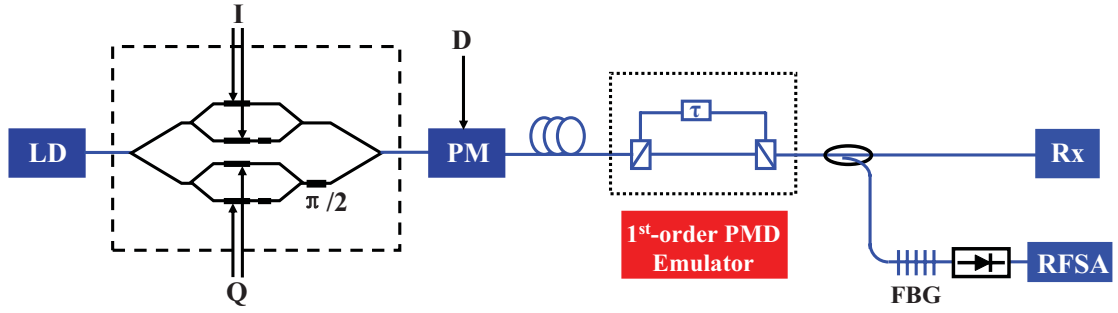 I
D
τ
LD
PM
Rx
π/2
1st-order PMD
Emulator
RFSA
FBG
Q